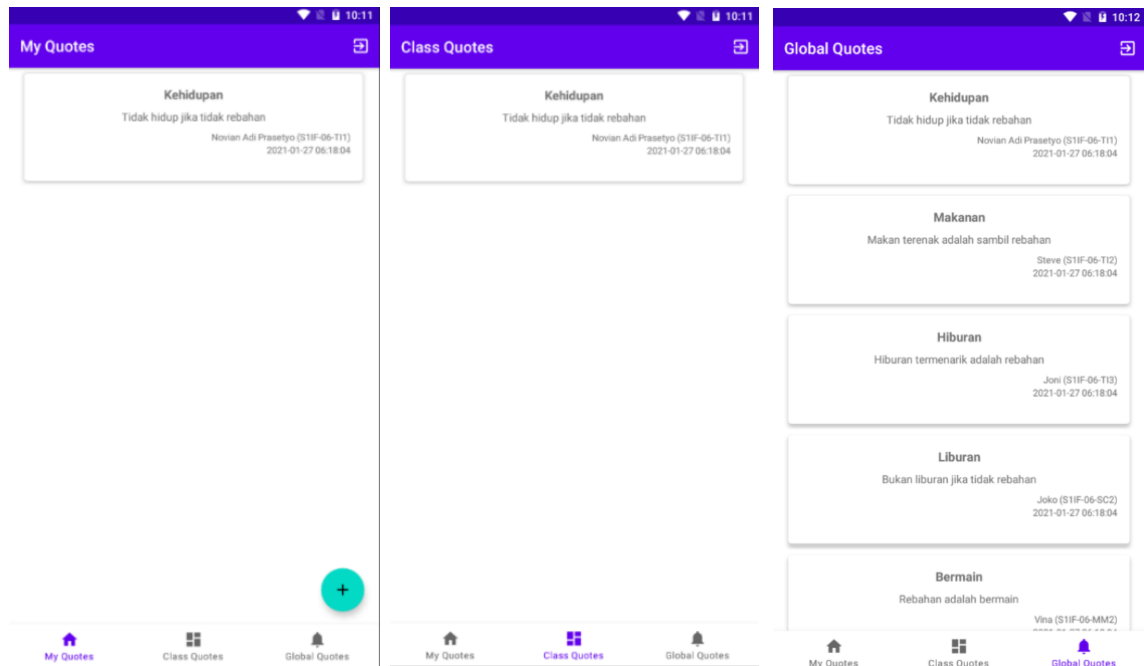 10:11
My Quotes
Kehidupan
Tidak hidup jika tidak rebahan
Novian Adi Prasetyo (S1IF-06-TI1)
2021-01-27 06:18:04
+
My Quotes
Class Quotes
Global Quotes
10:11
Class Quotes
Kehidupan
Tidak hidup jika tidak rebahan
Novian Adi Prasetyo (S1IF-06-TI1)
2021-01-27 06:18:04
My Quotes
Class Quotes
Global Quotes
10:12
Global Quotes
Kehidupan
Tidak hidup jika tidak rebahan
Novian Adi Prasetyo (S1IF-06-TI1)
2021-01-27 06:18:04
Makanan
Makan terenak adalah sambil rebahan
Steve (S1IF-06-TI2)
2021-01-27 06:18:04
Hiburan
Hiburan termenarik adalah rebahan
Joni (S1IF-06-TI3)
2021-01-27 06:18:04
Liburan
Bukan liburan jika tidak rebahan
Joko (S1IF-06-SC2)
2021-01-27 06:18:04
Bermain
Rebahan adalah bermain
Vina (S1IF-06-MM2)
My Quotes
Class Quotes
Global Quotes